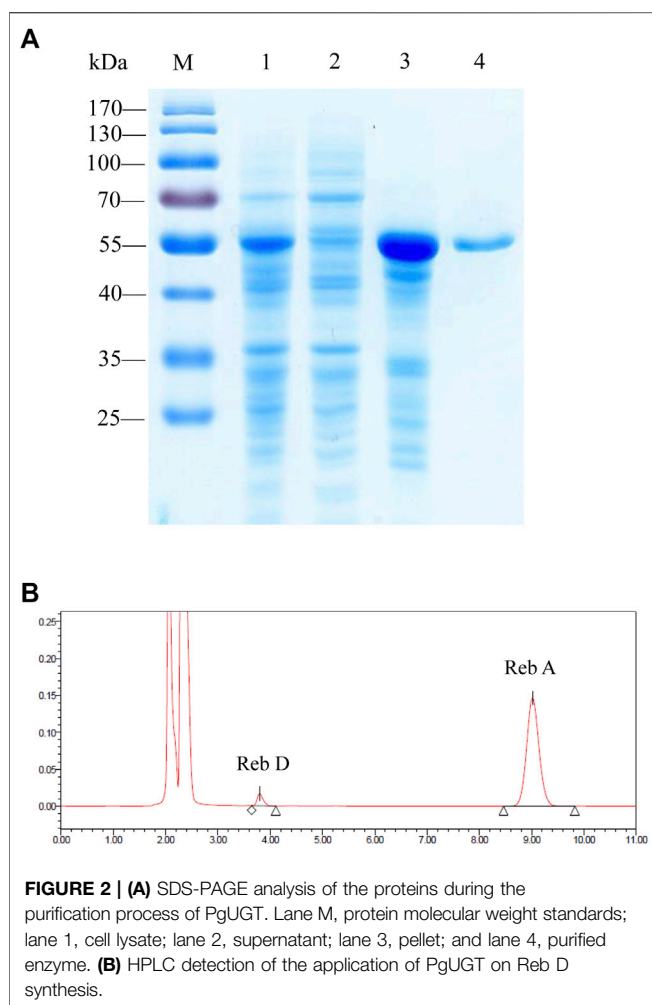 A
kDa M 1 2 3 4
170—
130—
100—
70—
55—
40—
35—
25—
B
0.25
0.20
0.15
0.10
0.05
0.00
Reb D
Reb A
0.00 1.00 2.00 3.00 4.00 5.00 6.00 7.00 8.00 9.00 10.00 11.00
FIGURE 2 | (A) SDS-PAGE analysis of the proteins during the
purification process of PgUGT. Lane M, protein molecular weight standards;
lane 1, cell lysate; lane 2, supernatant; lane 3, pellet; and lane 4, purified
enzyme. (B) HPLC detection of the application of PgUGT on Reb D
synthesis.